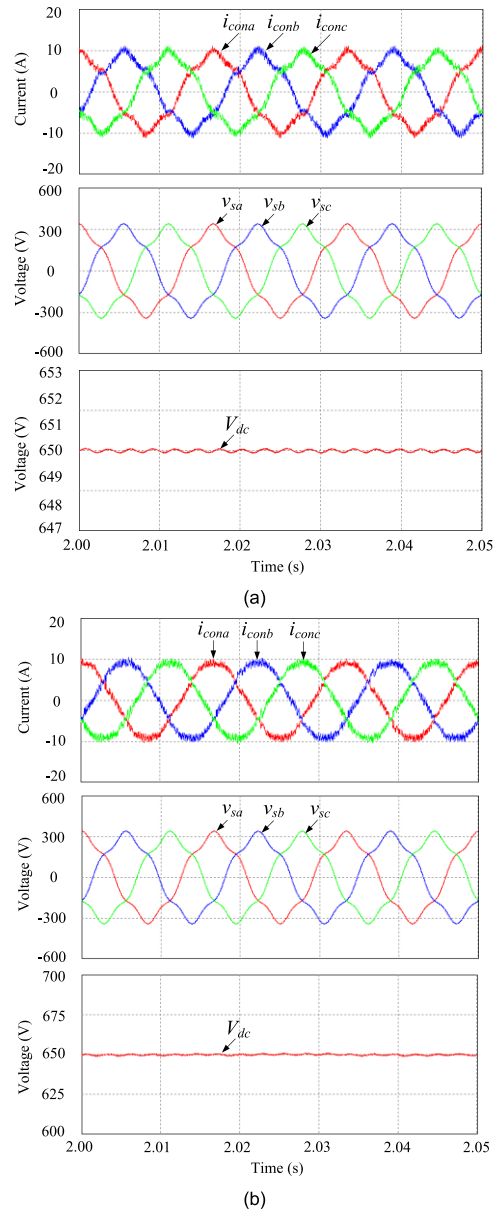 i_cona i_conb i_conc
20
10
0
-10
-20
Current (A)
v_sa v_sb v_sc
600
300
0
-300
-600
Voltage (V)
653
652
651
650
649
648
647
Voltage (V)
V_dc
2.00 2.01 2.02 2.03 2.04 2.05
Time (s)
(a)
i_cona i_conb i_conc
20
10
0
-10
-20
Current (A)
v_sa v_sb v_sc
600
300
0
-300
-600
Voltage (V)
700
675
650
625
600
Voltage (V)
V_dc
2.00 2.01 2.02 2.03 2.04 2.05
Time (s)
(b)